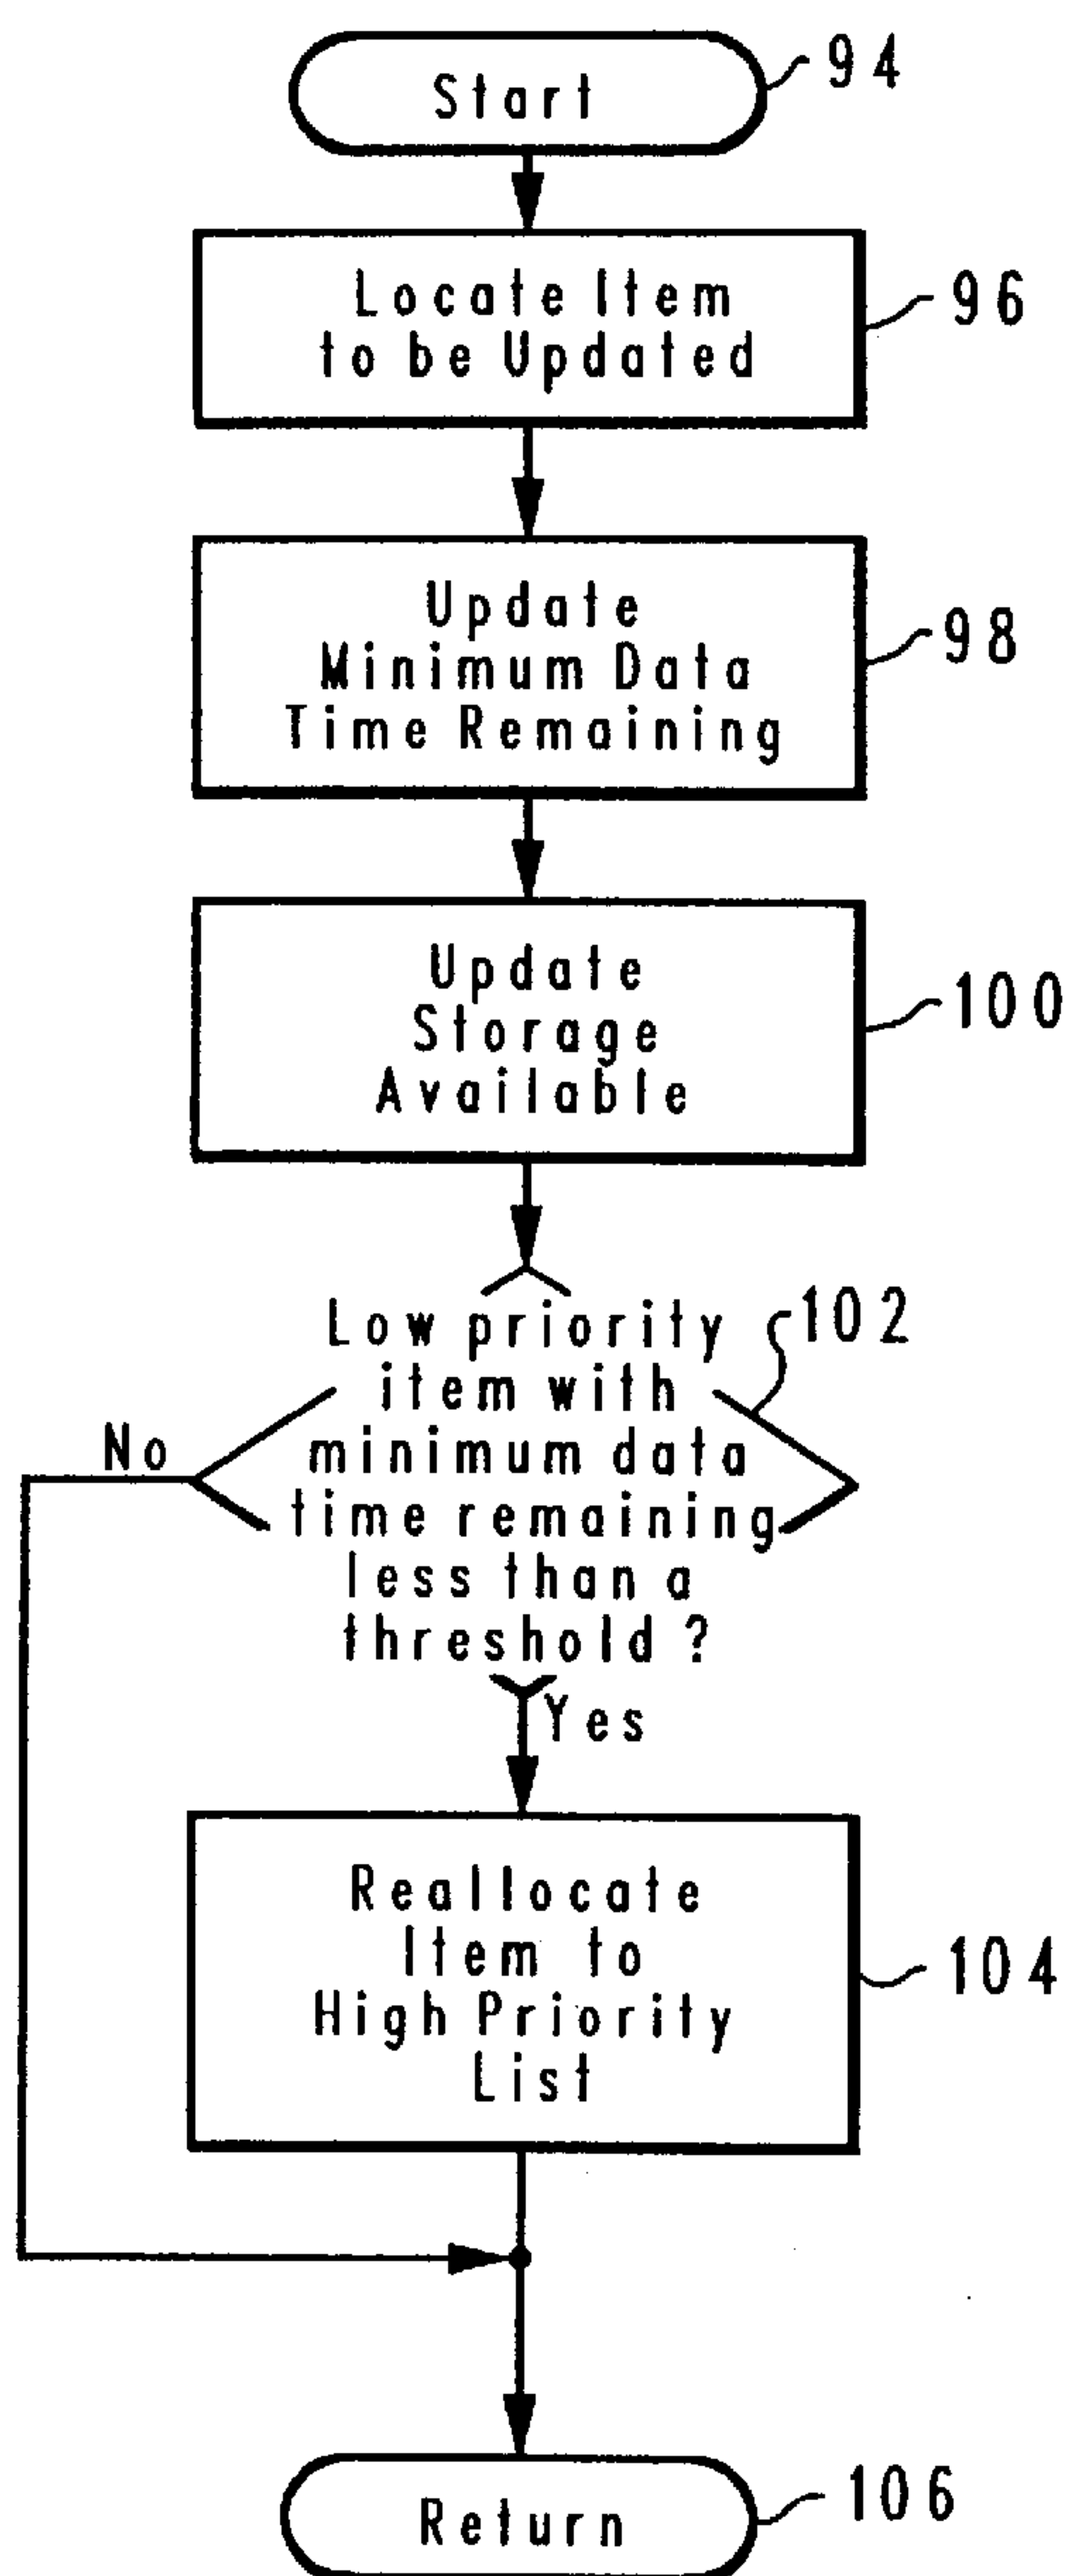 Start
94
Locate Item
to be Updated
96
Update
Minimum Data
Time Remaining
98
Update
Storage
Available
100
Low priority
item with
minimum data
time remaining
less than a
threshold ?
102
No
Yes
Reallocate
Item to
High Priority
List
104
Return
106